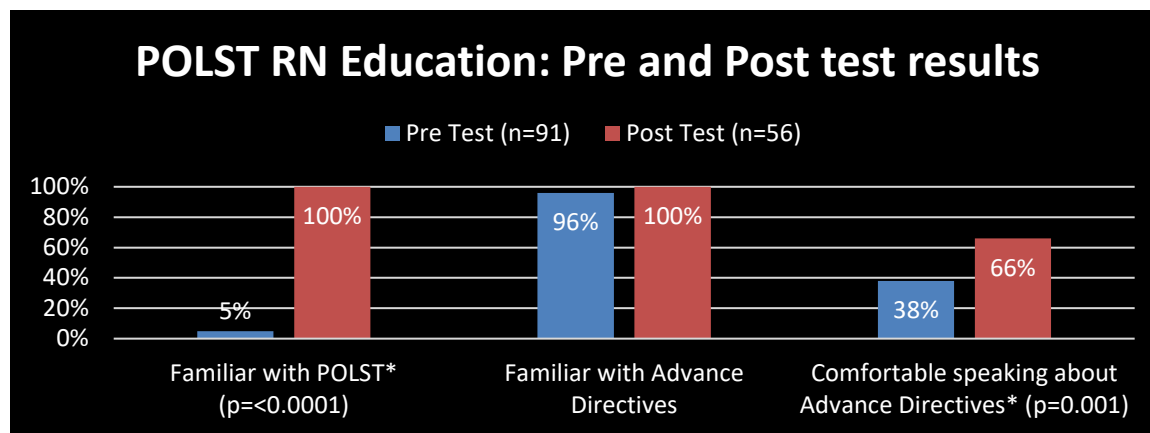 POLST RN Education: Pre and Post test results
Pre Test (n=91) Post Test (n=56)
100%
80%
60%
40%
20%
0%
5%
100%
96%
100%
38%
66%
Familiar with POLST*
(p=<0.0001)
Familiar with Advance
Directives
Comfortable speaking about
Advance Directives* (p=0.001)